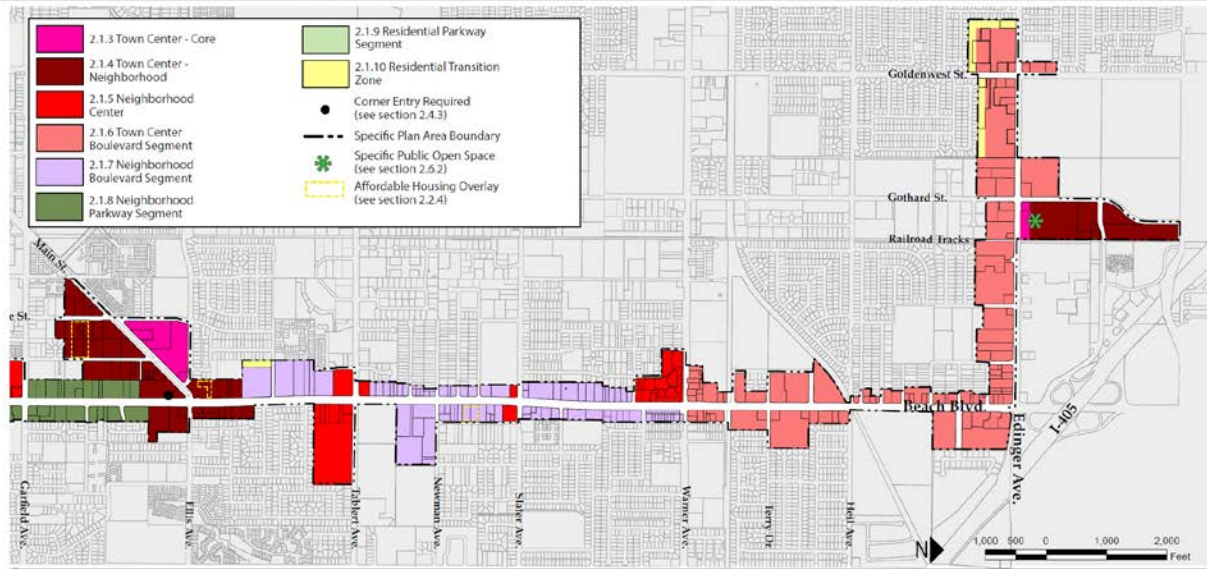 2.1.3 Town Center - Core
2.1.4 Town Center -
Neighborhood
2.1.5 Neighborhood
Center
2.1.6 Town Center
Boulevard Segment
2.1.7 Neighborhood
Boulevard Segment
2.1.8 Neighborhood
Parkway Segment
2.1.9 Residential Parkway
Segment
2.1.10 Residential Transition
Zone
Corner Entry Required
(see section 2.4.3)
Specific Plan Area Boundary
Specific Public Open Space
(see section 2.6.2)
Affordable Housing Overlay
(see section 2.2.4)
Goldenwest St.
Gothard St.
Railroad Tracks
Main St.
e St.
Beach Blvd.
Edinger Ave.
I-405
Garfield Ave.
Ellis Ave.
Talbert Ave.
Newman Ave.
Slater Ave.
Warner Ave.
Terry Dr.
Heil Ave.
N
1,000 500 0 1,000 2,000
Feet